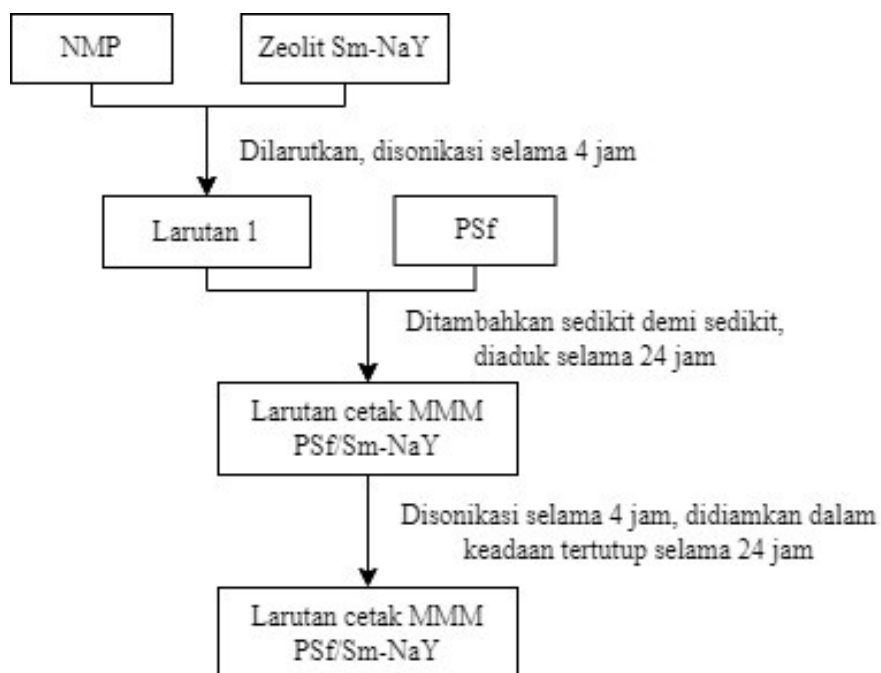 NMP
Zeolit Sm-NaY
Dilarutkan, disonikasi selama 4 jam
Larutan 1
PSf
Ditambahkan sedikit demi sedikit,
diaduk selama 24 jam
Larutan cetak MMM
PSf/Sm-NaY
Disonikasi selama 4 jam, didiamkan dalam
keadaan tertutup selama 24 jam
Larutan cetak MMM
PSf/Sm-NaY